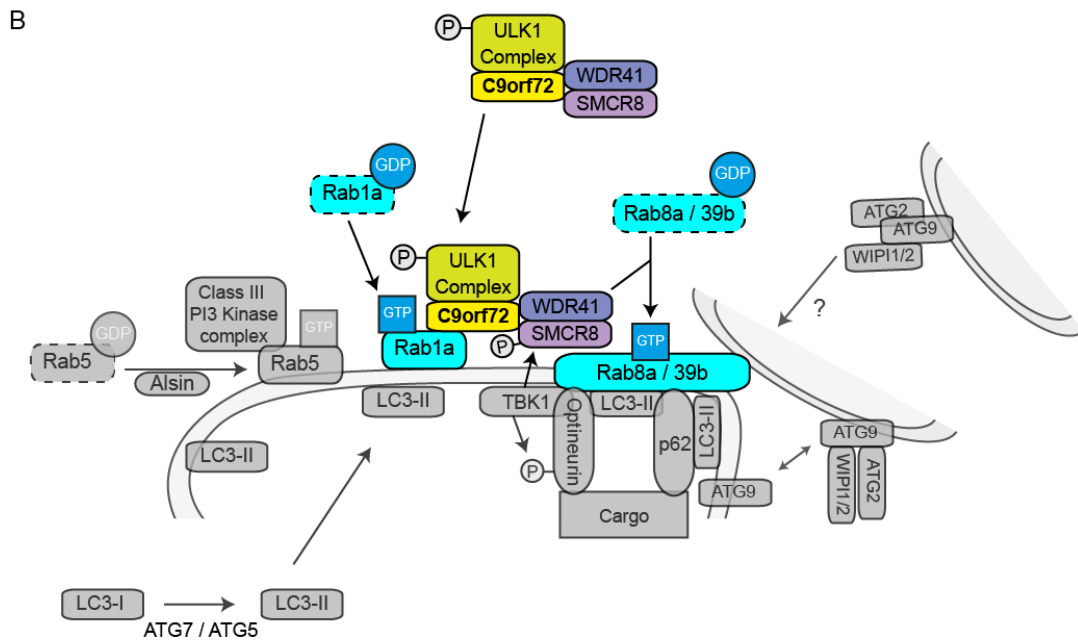 B
P
ULK1
Complex
C9orf72
WDR41
SMCR8
GDP
Rab1a
GDP
Rab8a / 39b
ATG2
ATG9
WIPI1/2
?
P
ULK1
Complex
C9orf72
WDR41
SMCR8
P
GTP
Rab1a
Class III
PI3 Kinase
complex
GTP
Rab5
GDP
Rab5
Alsin
GTP
Rab8a / 39b
LC3-II
TBK1
Optineurin
LC3-II
p62
LC3-II
LC3-II
P
Cargo
ATG9
ATG9
WIPI1/2
ATG2
LC3-I
LC3-II
ATG7 / ATG5